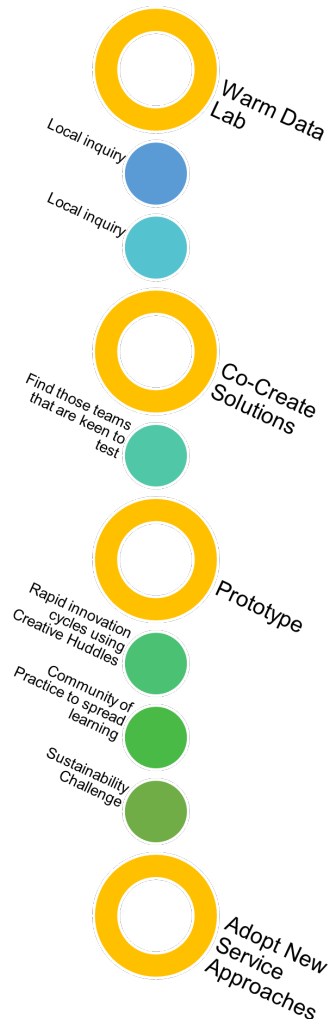 Warm Data
Lab
Local inquiry
Local inquiry
Co-Create
Solutions
Find those teams
that are keen to
test
Prototype
Rapid innovation
cycles using
Creative Huddles
Community of
Practice to spread
learning
Sustainability
Challenge
Adopt New
Service
Approaches